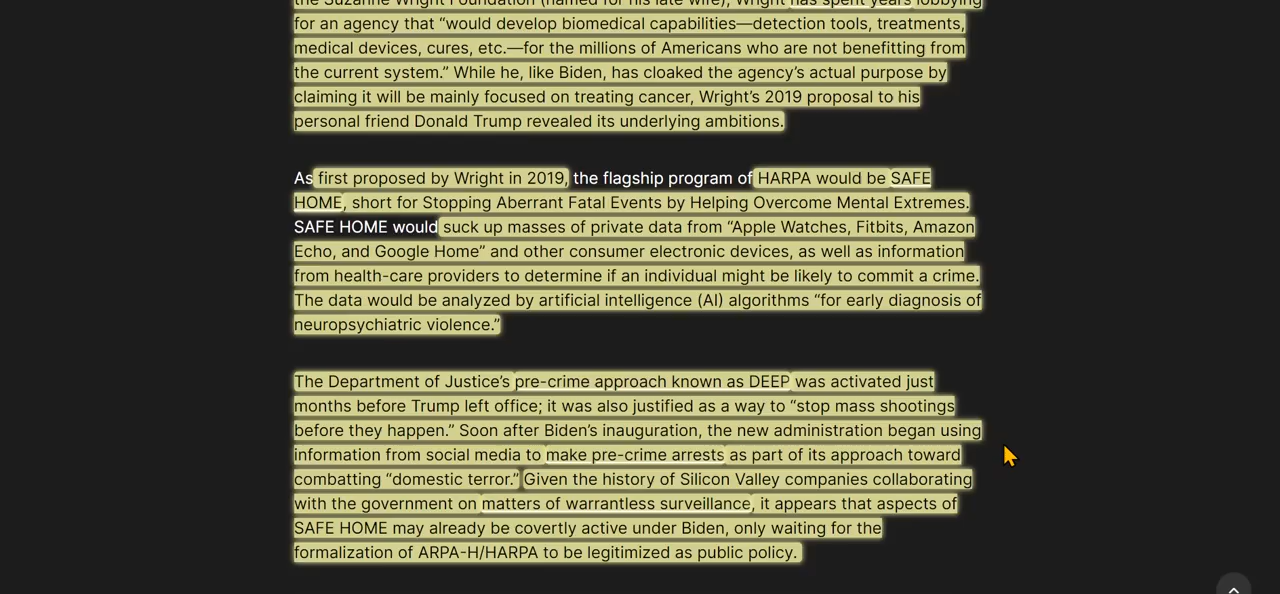 the Suzanne Wright Foundation (named for his late wife), Wright has spent years lobbying
for an agency that “would develop biomedical capabilities—detection tools, treatments,
medical devices, cures, etc.—for the millions of Americans who are not benefitting from
the current system.” While he, like Biden, has cloaked the agency’s actual purpose by
claiming it will be mainly focused on treating cancer, Wright’s 2019 proposal to his
personal friend Donald Trump revealed its underlying ambitions.
As first proposed by Wright in 2019, the flagship program of HARPA would be SAFE
HOME, short for Stopping Aberrant Fatal Events by Helping Overcome Mental Extremes.
SAFE HOME would suck up masses of private data from “Apple Watches, Fitbits, Amazon
Echo, and Google Home” and other consumer electronic devices, as well as information
from health-care providers to determine if an individual might be likely to commit a crime.
The data would be analyzed by artificial intelligence (AI) algorithms “for early diagnosis of
neuropsychiatric violence.”
The Department of Justice’s pre-crime approach known as DEEP was activated just
months before Trump left office; it was also justified as a way to “stop mass shootings
before they happen.” Soon after Biden’s inauguration, the new administration began using
information from social media to make pre-crime arrests as part of its approach toward
combatting “domestic terror.” Given the history of Silicon Valley companies collaborating
with the government on matters of warrantless surveillance, it appears that aspects of
SAFE HOME may already be covertly active under Biden, only waiting for the
formalization of ARPA-H/HARPA to be legitimized as public policy.